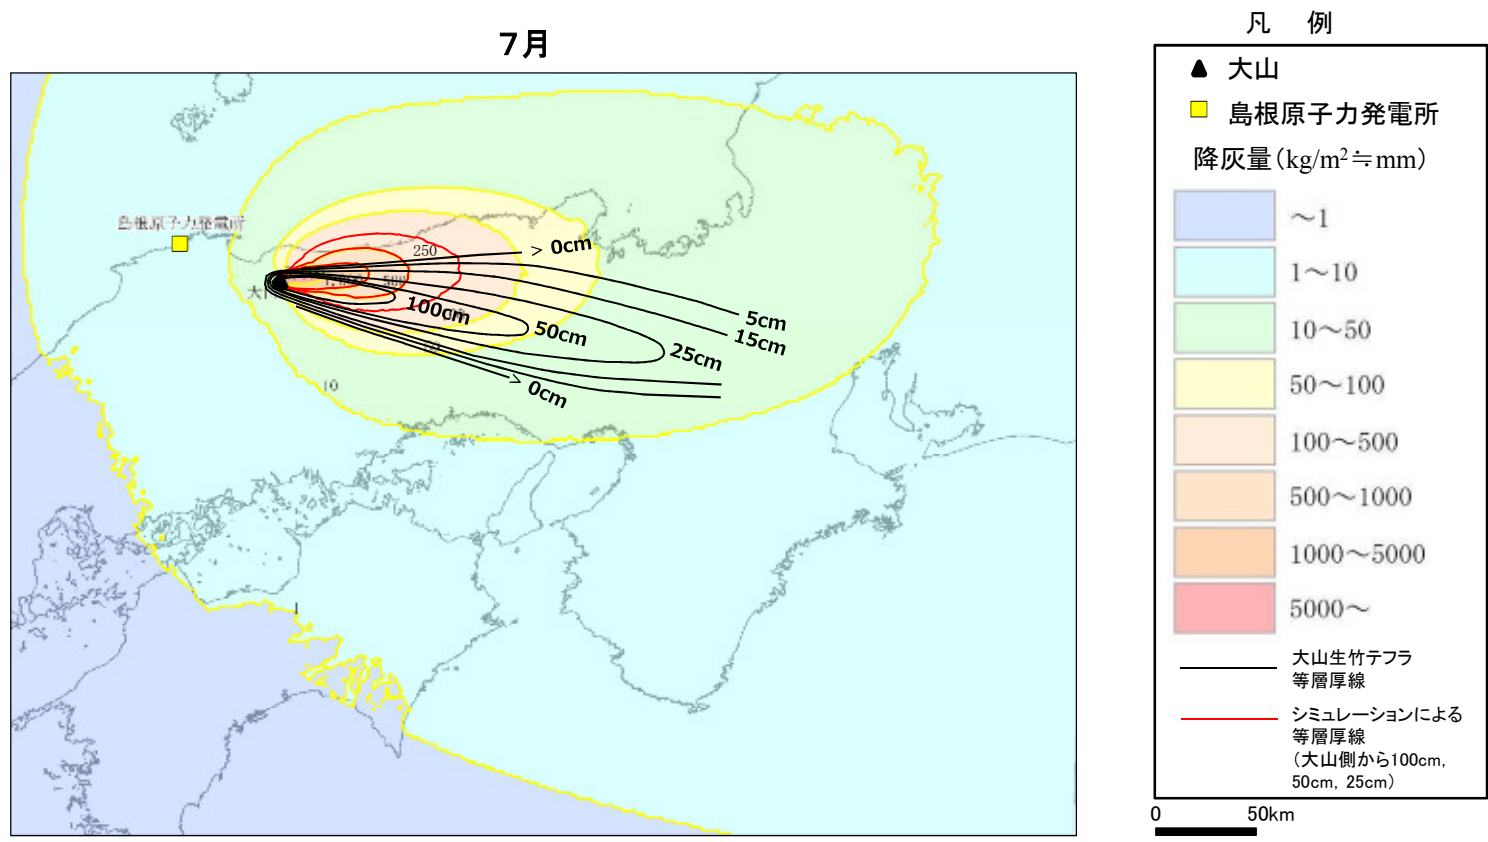 7月
島根原子力発電所
250
> 0cm
500
100cm
50cm
25cm
5cm
15cm
> 0cm
10
1
凡 例
大山
島根原子力発電所
降灰量(kg/m²≒mm)
~1
1~10
10~50
50~100
100~500
500~1000
1000~5000
5000~
大山生竹テフラ
等層厚線
シミュレーションによる
等層厚線
(大山側から100cm,
50cm, 25cm)
0 50km